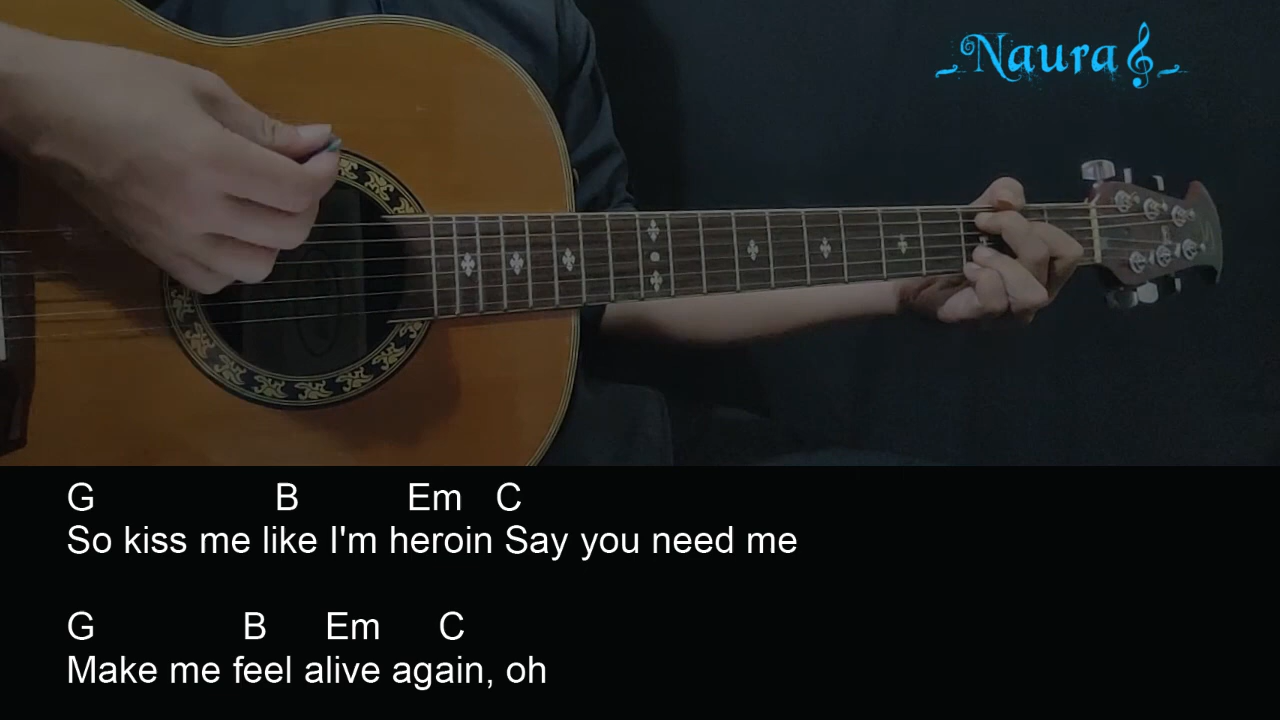 Naura
G B Em C
So kiss me like I'm heroin Say you need me
G B Em C
Make me feel alive again, oh